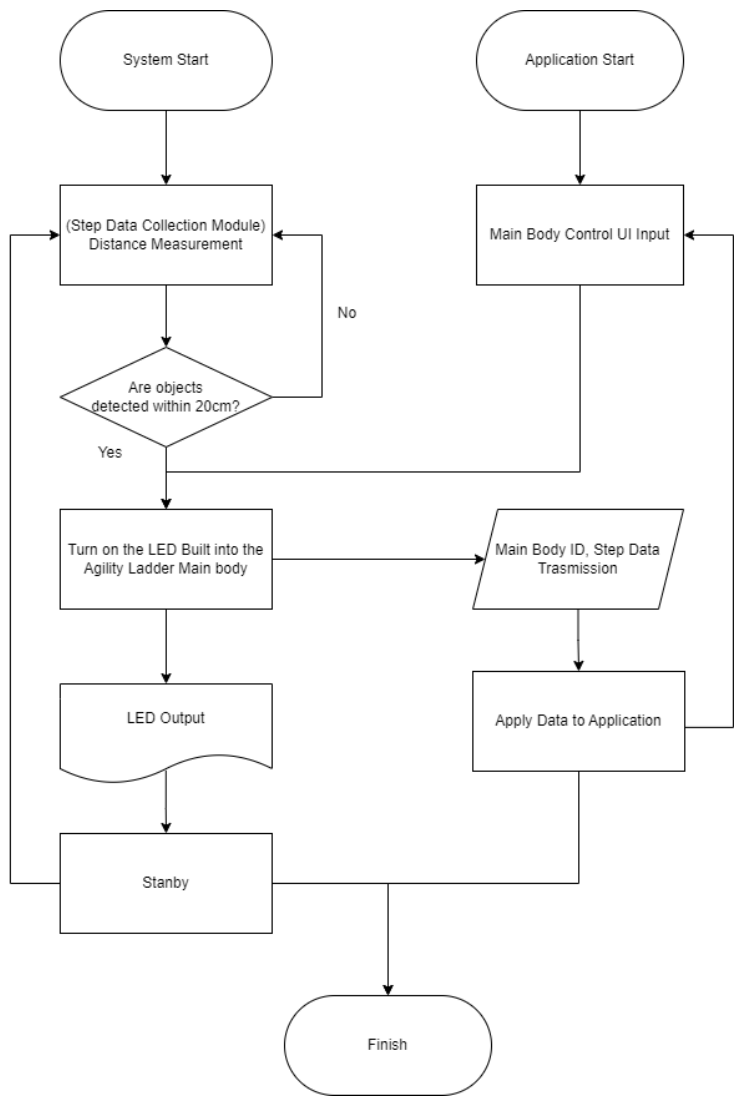 System Start
Application Start
(Step Data Collection Module)
Distance Measurement
Main Body Control UI Input
No
Are objects
detected within 20cm?
Yes
Turn on the LED Built into the
Agility Ladder Main body
Main Body ID, Step Data
Trasmission
LED Output
Apply Data to Application
Stanby
Finish